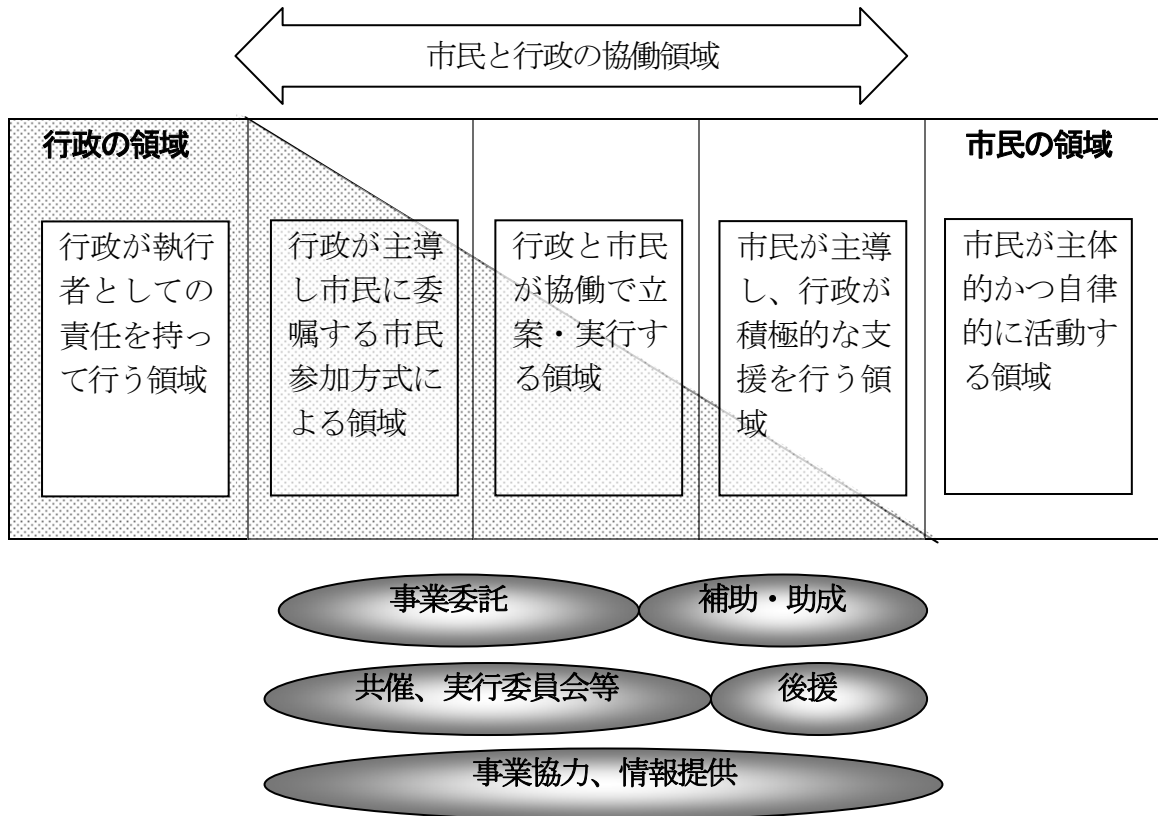 市民と行政の協働領域
行政の領域
市民の領域
行政が執行
者としての
責任を持っ
て行う領域
行政が主導
し市民に委
嘱する市民
参加方式に
よる領域
行政と市民
が協働で立
案・実行す
る領域
市民が主導
し、行政が
積極的な支
援を行う領
域
市民が主体
的かつ自律
的に活動す
る領域
事業委託
補助・助成
共催、実行委員会等
後援
事業協力、情報提供